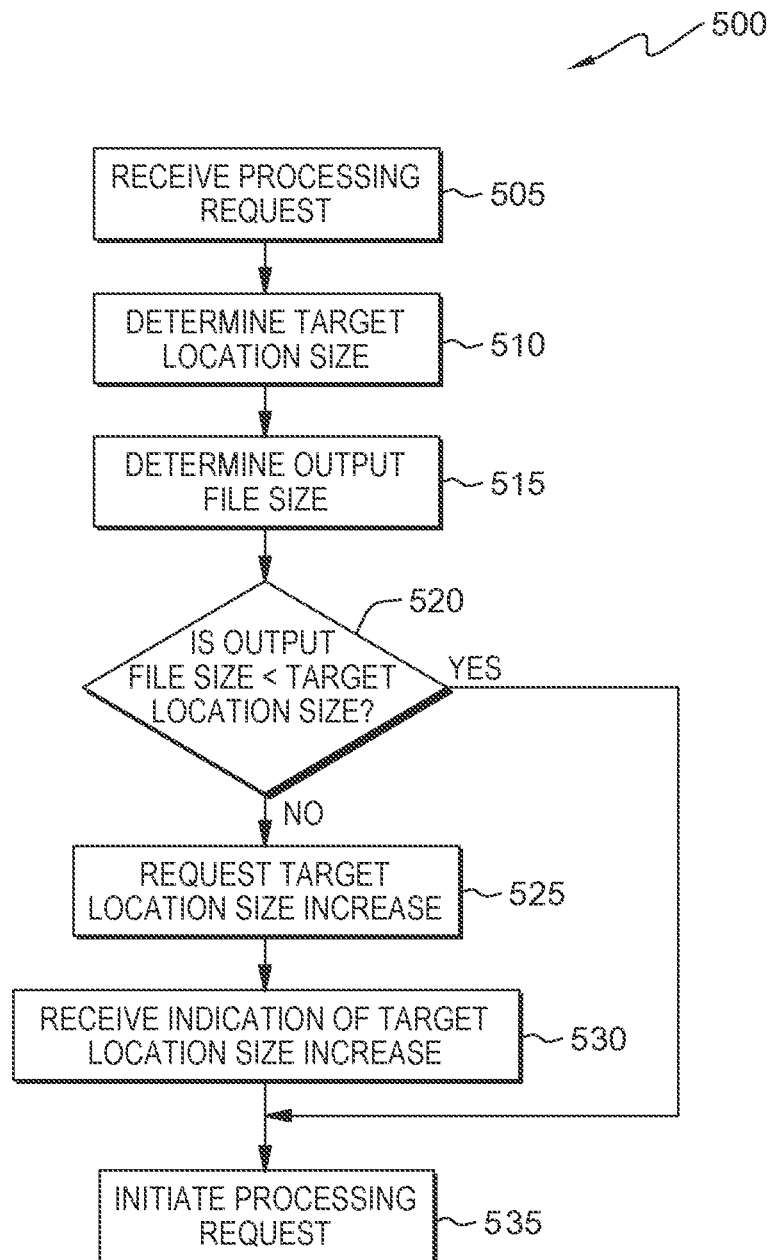 500
RECEIVE PROCESSING
REQUEST
505
DETERMINE TARGET
LOCATION SIZE
510
DETERMINE OUTPUT
FILE SIZE
515
520
IS OUTPUT
FILE SIZE < TARGET
LOCATION SIZE?
YES
NO
REQUEST TARGET
LOCATION SIZE INCREASE
525
RECEIVE INDICATION OF TARGET
LOCATION SIZE INCREASE
530
INITIATE PROCESSING
REQUEST
535